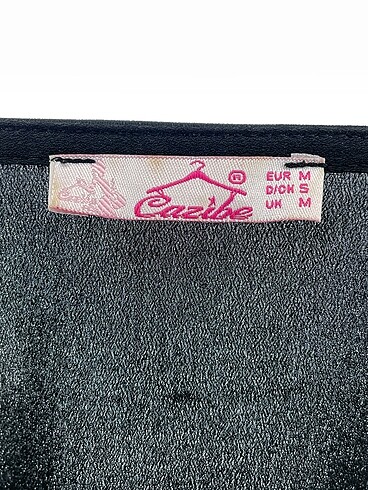 Cazibe ®
EUR M
D/CH S
UK M